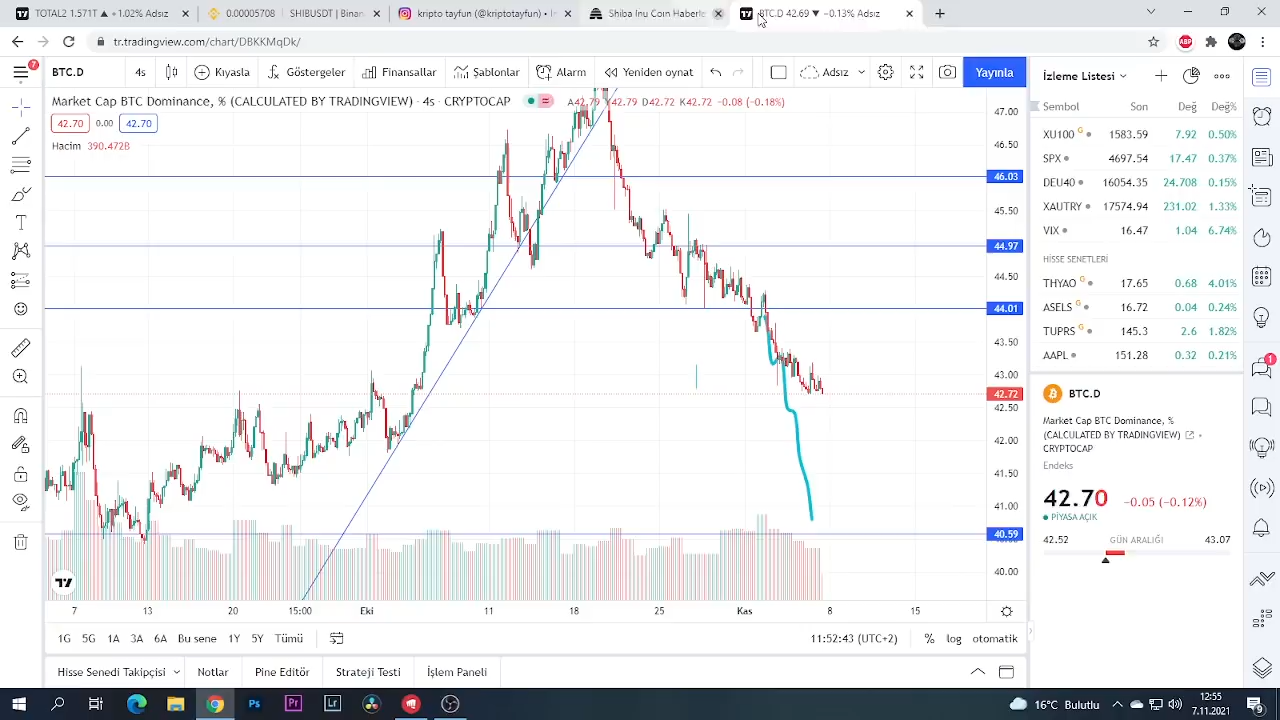 TOTAL2 1.571T ▲ +1.02% Adsız
0.00005708 | SHIBUSDT | Binan
kripto tayfun (@kriptotayfun) • In
Shiba Inu Coin Haberle
BTC.D 42.69 ▼ −0.13% Adsız
tr.tradingview.com/chart/DBKKMqDk/
ABP
7
BTC.D
4s
Kıyasla
Göstergeler
Finansallar
Şablonlar
Alarm
Yeniden oynat
Adsız
Yayınla
İzleme Listesi
Market Cap BTC Dominance, % (CALCULATED BY TRADINGVIEW) · 4s · CRYPTOCAP
A42.79 Y42.79 D42.72 K42.72 −0.08 (−0.18%)
42.70 0.00 42.70
Hacim 390.472B
47.00
46.50
46.03
45.50
44.97
44.50
44.01
43.50
43.00
42.72
42.50
42.00
41.50
41.00
40.59
40.00
7 13 20 15:00 Eki 11 18 25 Kas 8 15
1G 5G 1A 3A 6A Bu sene 1Y 5Y Tümü
11:52:43 (UTC+2) % log otomatik
Hisse Senedi Takipçisi Notlar Pine Editör Strateji Testi İşlem Paneli
Sembol Son Değ Değ%
XU100 G 1583.59 7.92 0.50%
SPX 4697.54 17.47 0.37%
DEU40 16054.35 24.708 0.15%
XAUTRY 17574.94 231.02 1.33%
VIX 16.47 1.04 6.74%
HİSSE SENETLERİ
THYAO G 17.65 0.68 4.01%
ASELS G 16.72 0.04 0.24%
TUPRS G 145.3 2.6 1.82%
AAPL 151.28 0.32 0.21%
BTC.D
Market Cap BTC Dominance, %
(CALCULATED BY TRADINGVIEW)
CRYPTOCAP
Endeks
42.70 −0.05 (−0.12%)
PİYASA AÇIK
42.52 GÜN ARALIĞI 43.07
1
Ps
Pr
Lrc
16°C Bulutlu
12:55
7.11.2021